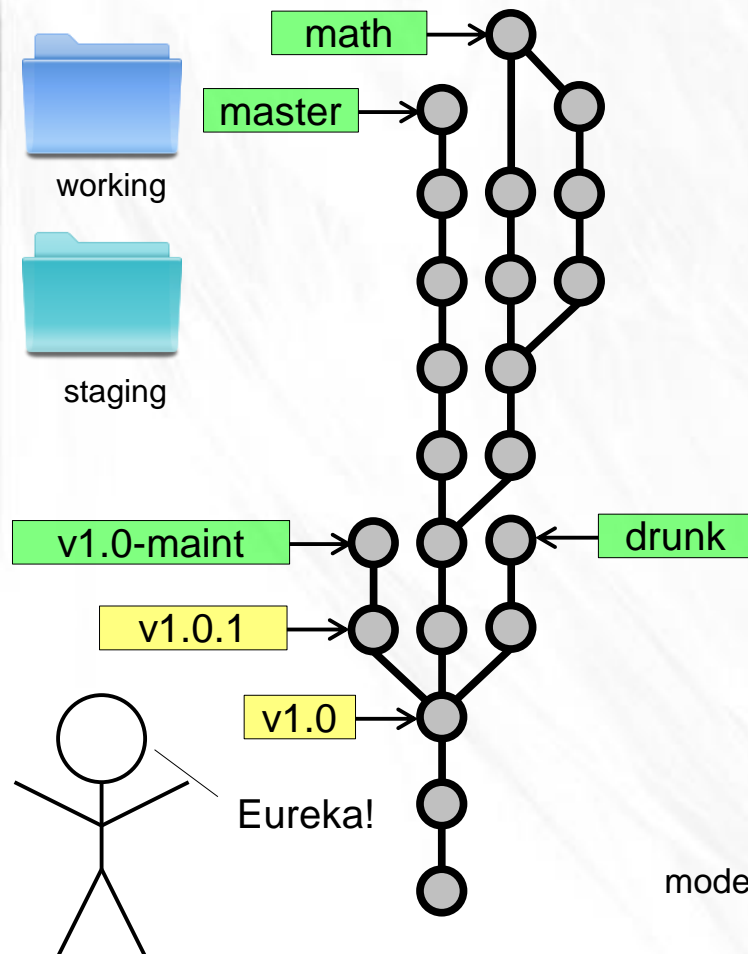 math
master
working
staging
v1.0-maint
drunk
v1.0.1
v1.0
Eureka!
mode